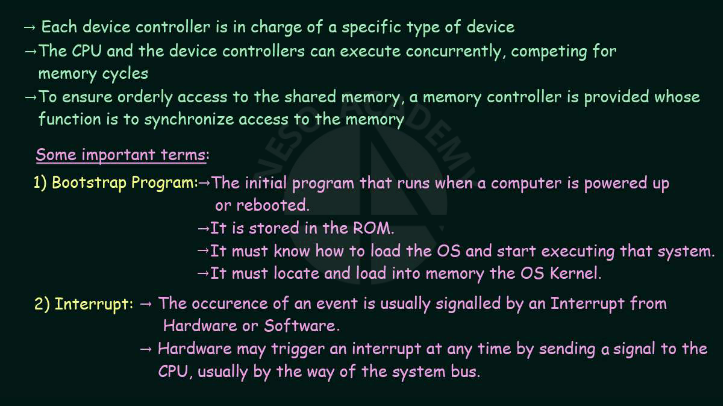 → Each device controller is in charge of a specific type of device
→The CPU and the device controllers can execute concurrently, competing for
memory cycles
→To ensure orderly access to the shared memory, a memory controller is provided whose
function is to synchronize access to the memory
Some important terms:
1) Bootstrap Program:→The initial program that runs when a computer is powered up
or rebooted.
→It is stored in the ROM.
→It must know how to load the OS and start executing that system.
→It must locate and load into memory the OS Kernel.
2) Interrupt: → The occurence of an event is usually signalled by an Interrupt from
Hardware or Software.
→ Hardware may trigger an interrupt at any time by sending a signal to the
CPU, usually by the way of the system bus.
NESO ACADEMY